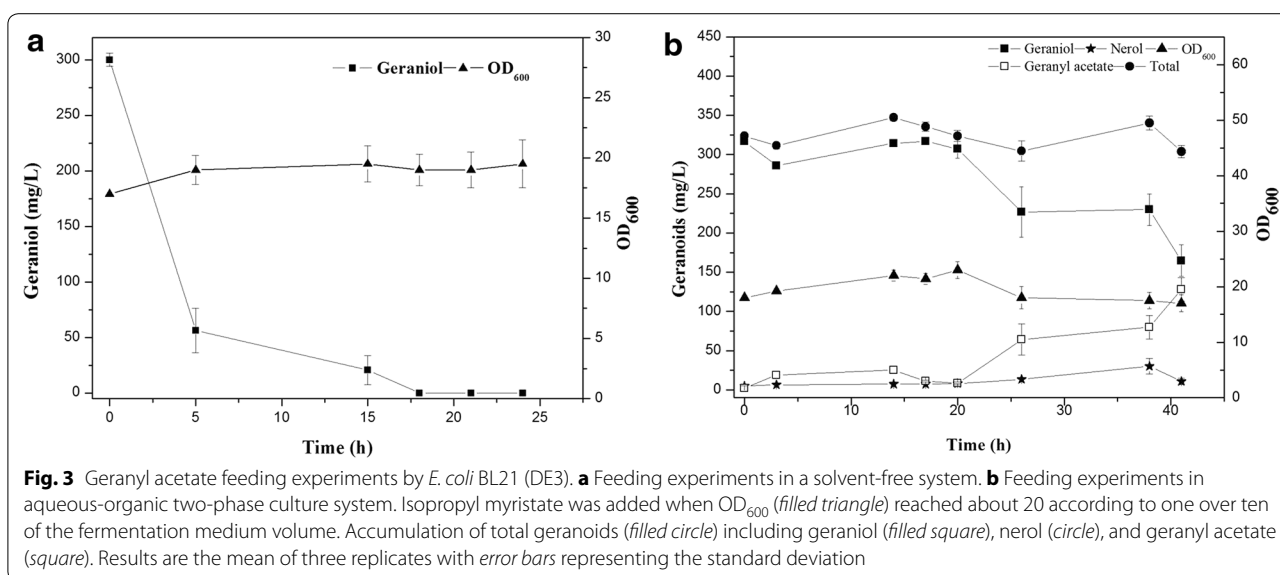 a
Geraniol OD600
Geraniol (mg/L)
300
250
200
150
100
50
0
30
25
20
15
10
5
0
OD600
0 5 10 15 20 25
Time (h)
b
Geraniol Nerol OD600
Geranyl acetate Total
Geranoids (mg/L)
450
400
350
300
250
200
150
100
50
0
60
50
40
30
20
10
0
OD600
0 10 20 30 40
Time (h)
Fig. 3 Geranyl acetate feeding experiments by E. coli BL21 (DE3). a Feeding experiments in a solvent-free system. b Feeding experiments in
aqueous-organic two-phase culture system. Isopropyl myristate was added when OD600 (filled triangle) reached about 20 according to one over ten
of the fermentation medium volume. Accumulation of total geranoids (filled circle) including geraniol (filled square), nerol (circle), and geranyl acetate
(square). Results are the mean of three replicates with error bars representing the standard deviation